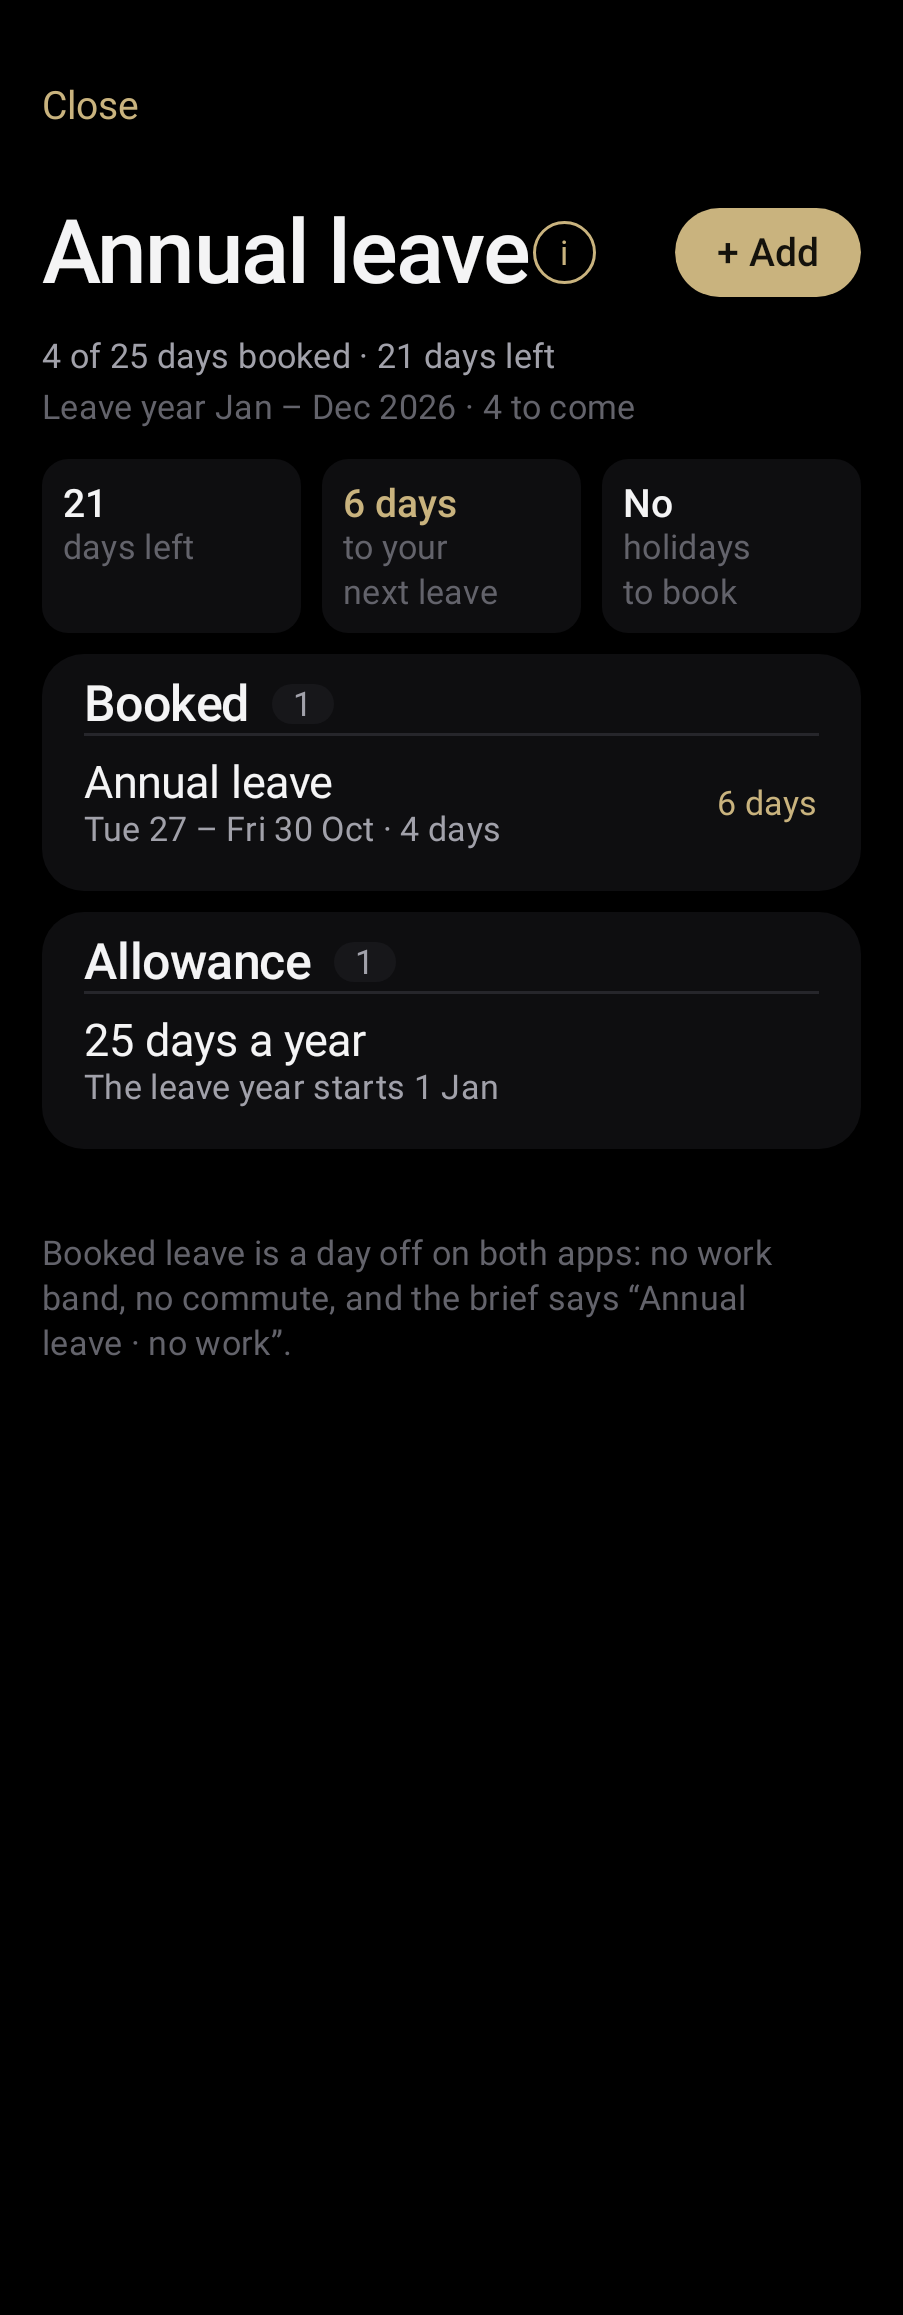 Close
Annual leave i
+ Add
4 of 25 days booked · 21 days left
Leave year Jan – Dec 2026 · 4 to come
21
days left
6 days
to your
next leave
No
holidays
to book
Booked 1
Annual leave
Tue 27 – Fri 30 Oct · 4 days
6 days
Allowance 1
25 days a year
The leave year starts 1 Jan
Booked leave is a day off on both apps: no work
band, no commute, and the brief says “Annual
leave · no work”.